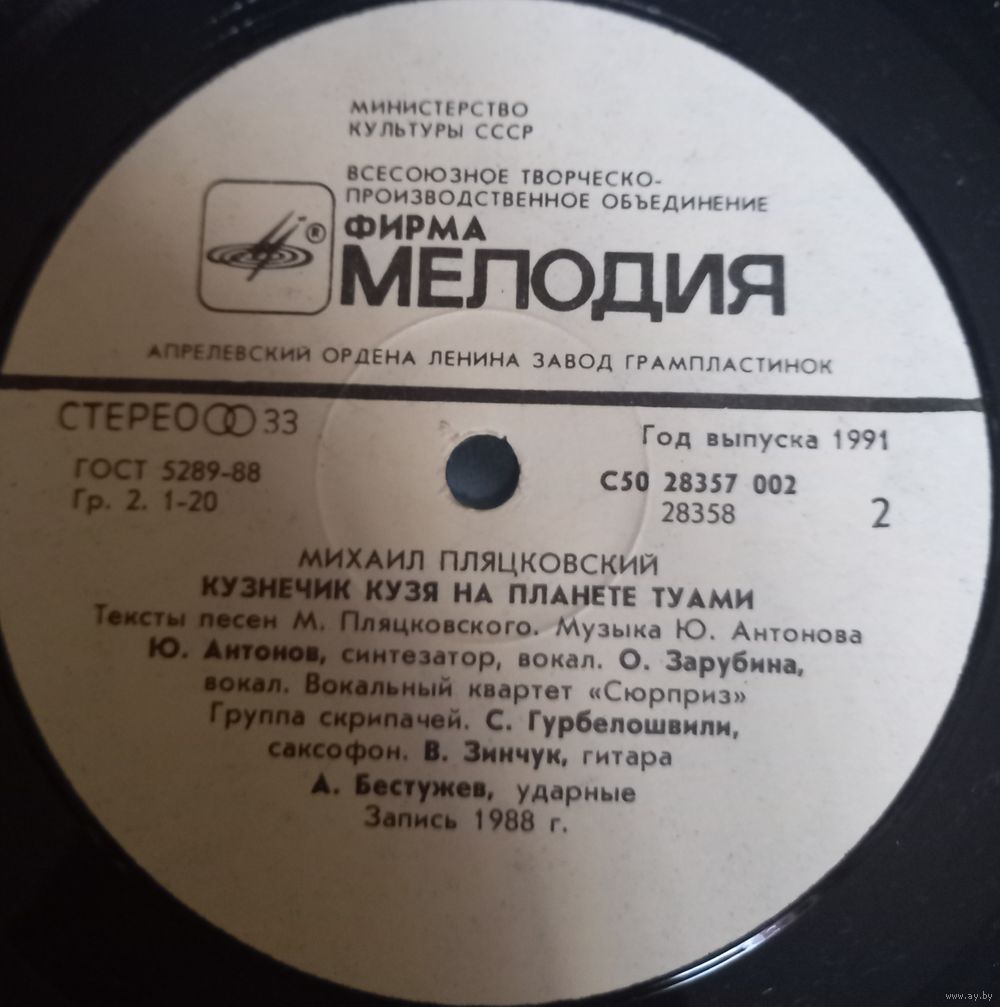 МИНИСТЕРСТВО
КУЛЬТУРЫ СССР
ВСЕСОЮЗНОЕ ТВОРЧЕСКО-
ПРОИЗВОДСТВЕННОЕ ОБЪЕДИНЕНИЕ
ФИРМА
®
МЕЛОДИЯ
АПРЕЛЕВСКИЙ ОРДЕНА ЛЕНИНА ЗАВОД ГРАМПЛАСТИНОК
СТЕРЕО 33
Год выпуска 1991
ГОСТ 5289-88
С50 28357 002
Гр. 2. 1-20
28358
2
МИХАИЛ ПЛЯЦКОВСКИЙ
КУЗНЕЧИК КУЗЯ НА ПЛАНЕТЕ ТУАМИ
Тексты песен М. Пляцковского. Музыка Ю. Антонова
Ю. Антонов, синтезатор, вокал. О. Зарубина,
вокал. Вокальный квартет «Сюрприз»
Группа скрипачей. С. Гурбелошвили,
саксофон. В. Зинчук, гитара
А. Бестужев, ударные
Запись 1988 г.
www.ay.by